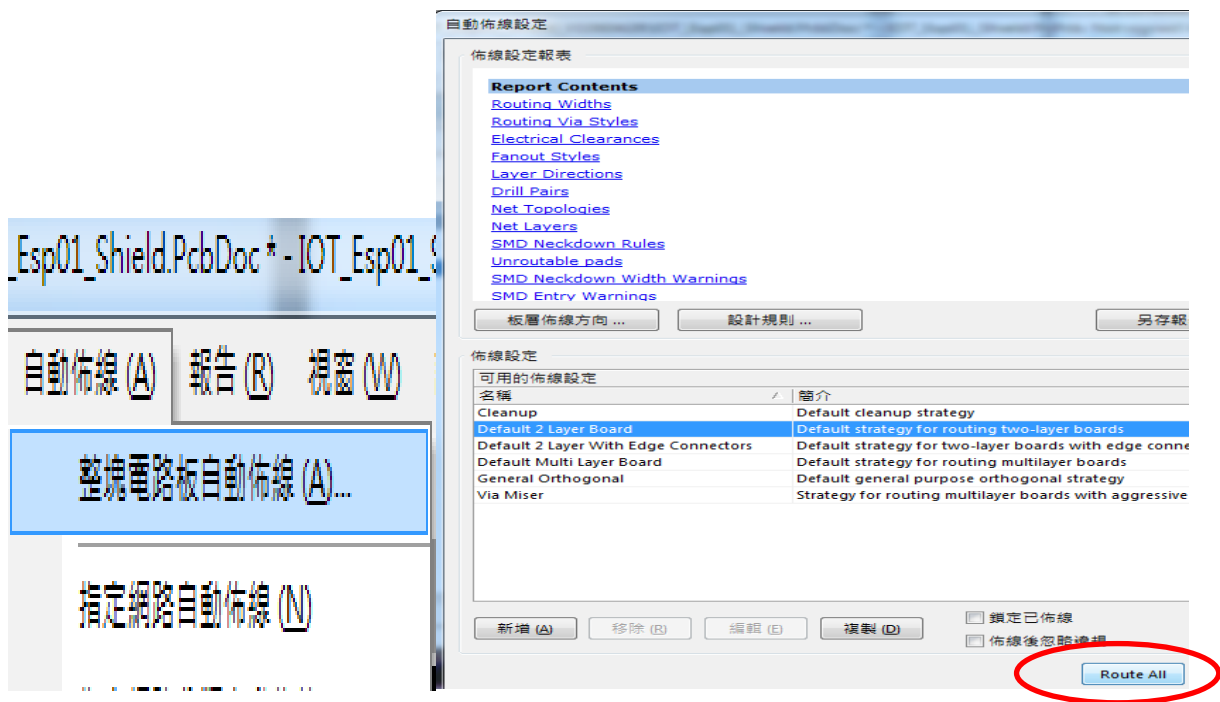 _Esp01_Shield.PcbDoc * - IOT_Esp01_S
自動佈線 (A) 報告 (R) 視窗 (W)
整塊電路板自動佈線 (A)...
指定網路自動佈線 (N)
自動佈線設定
佈線設定報表
Report Contents
Routing Widths
Routing Via Styles
Electrical Clearances
Fanout Styles
Layer Directions
Drill Pairs
Net Topologies
Net Layers
SMD Neckdown Rules
Unroutable pads
SMD Neckdown Width Warnings
SMD Entry Warnings
板層佈線方向 ... 設計規則 ... 另存報
佈線設定
可用的佈線設定
名稱 簡介
Cleanup Default cleanup strategy
Default 2 Layer Board Default strategy for routing two-layer boards
Default 2 Layer With Edge Connectors Default strategy for two-layer boards with edge conne
Default Multi Layer Board Default strategy for routing multilayer boards
General Orthogonal Default general purpose orthogonal strategy
Via Miser Strategy for routing multilayer boards with aggressive
新增 (A) 移除 (R) 編輯 (E) 複製 (D) 鎖定已佈線
佈線後忽略違規
Route All